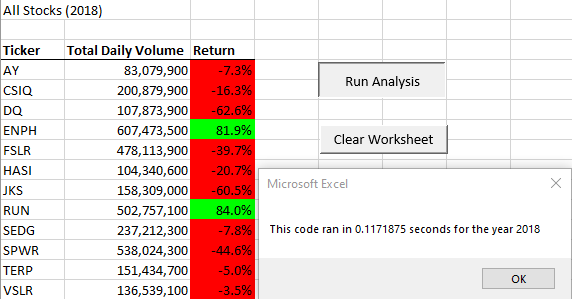 All Stocks (2018)
Ticker Total Daily Volume Return
AY 83,079,900 -7.3%
CSIQ 200,879,900 -16.3%
DQ 107,873,900 -62.6%
ENPH 607,473,500 81.9%
FSLR 478,113,900 -39.7%
HASI 104,340,600 -20.7%
JKS 158,309,000 -60.5%
RUN 502,757,100 84.0%
SEDG 237,212,300 -7.8%
SPWR 538,024,300 -44.6%
TERP 151,434,700 -5.0%
VSLR 136,539,100 -3.5%
Run Analysis
Clear Worksheet
Microsoft Excel
This code ran in 0.1171875 seconds for the year 2018
OK